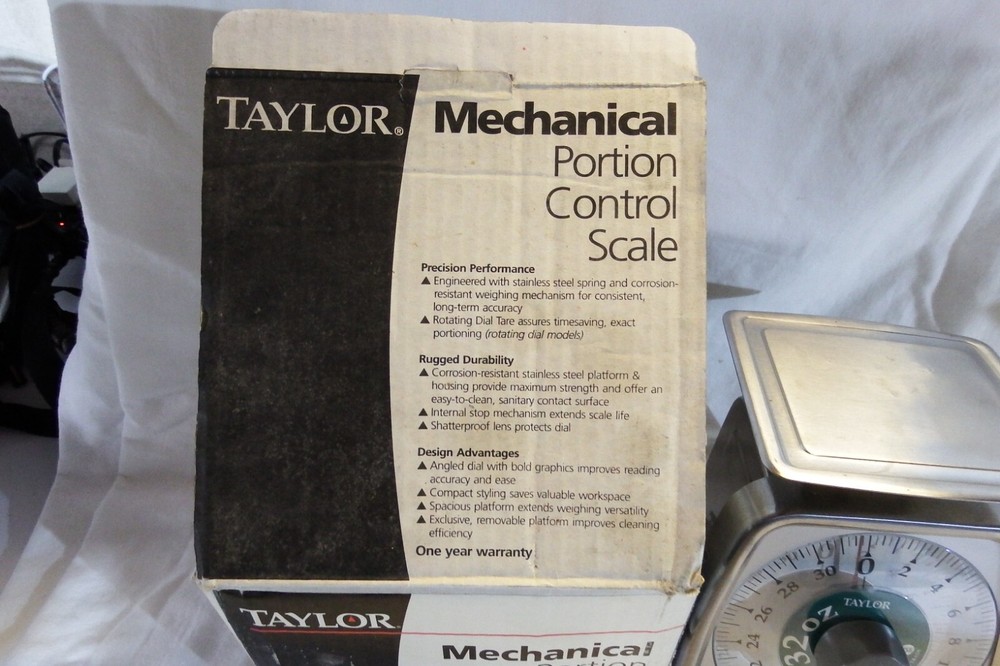 TAYLOR®
Mechanical
Portion
Control
Scale
Precision Performance
▲ Engineered with stainless steel spring and corrosion-
resistant weighing mechanism for consistent,
long-term accuracy
▲ Rotating Dial Tare assures timesaving, exact
portioning (rotating dial models)
Rugged Durability
▲ Corrosion-resistant stainless steel platform &
housing provide maximum strength and offer an
easy-to-clean, sanitary contact surface
▲ Internal stop mechanism extends scale life
▲ Shatterproof lens protects dial
Design Advantages
▲ Angled dial with bold graphics improves reading
accuracy and ease
▲ Compact styling saves valuable workspace
▲ Spacious platform extends weighing versatility
▲ Exclusive, removable platform improves cleaning
efficiency
One year warranty
TAYLOR®
Mechanical
Portion
24 26 28 30 0 2 4 6 8
TAYLOR
32 OZ